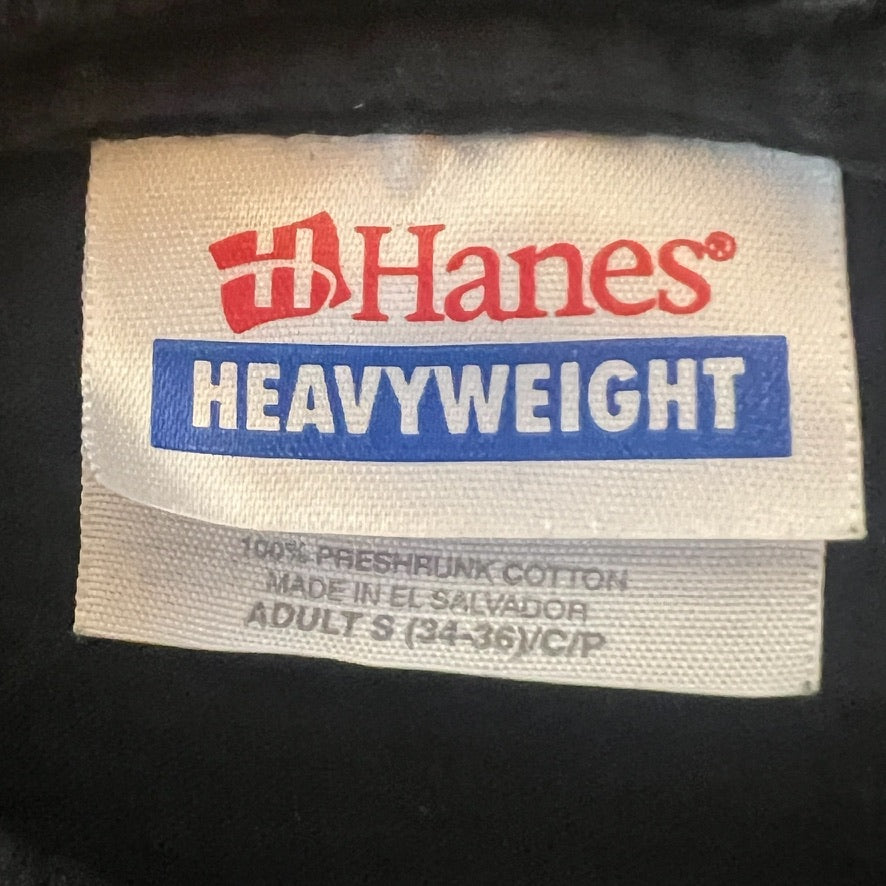 H Hanes®
HEAVYWEIGHT
100% PRESHRUNK COTTON
MADE IN EL SALVADOR
ADULT S (34-36)/C/P